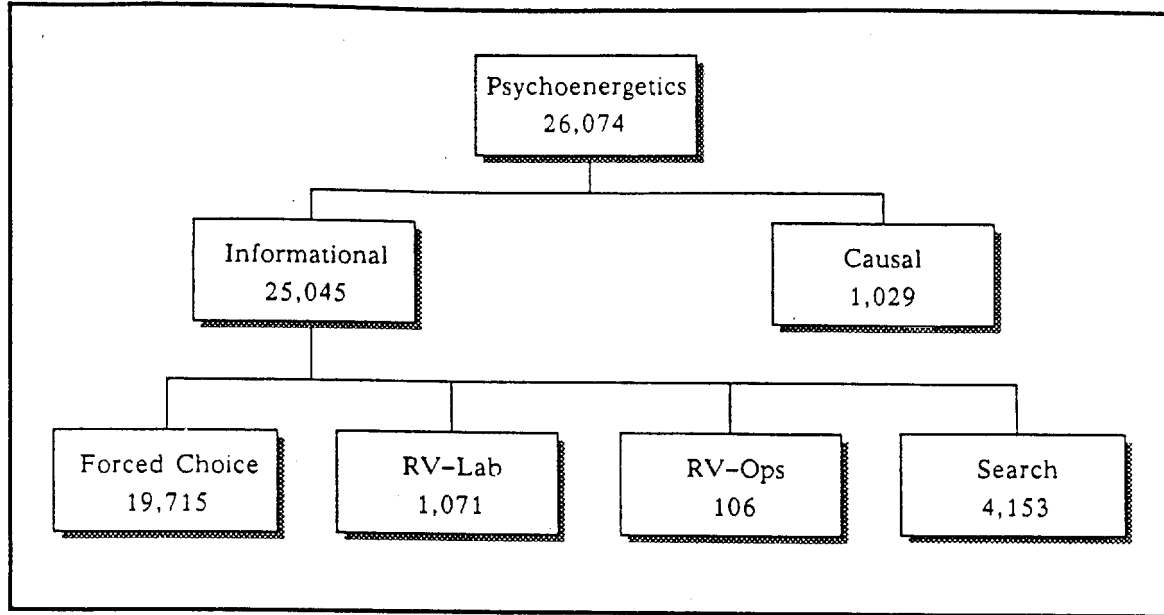 Psychoenergetics
26,074
Informational
25,045
Causal
1,029
Forced Choice
19,715
RV-Lab
1,071
RV-Ops
106
Search
4,153